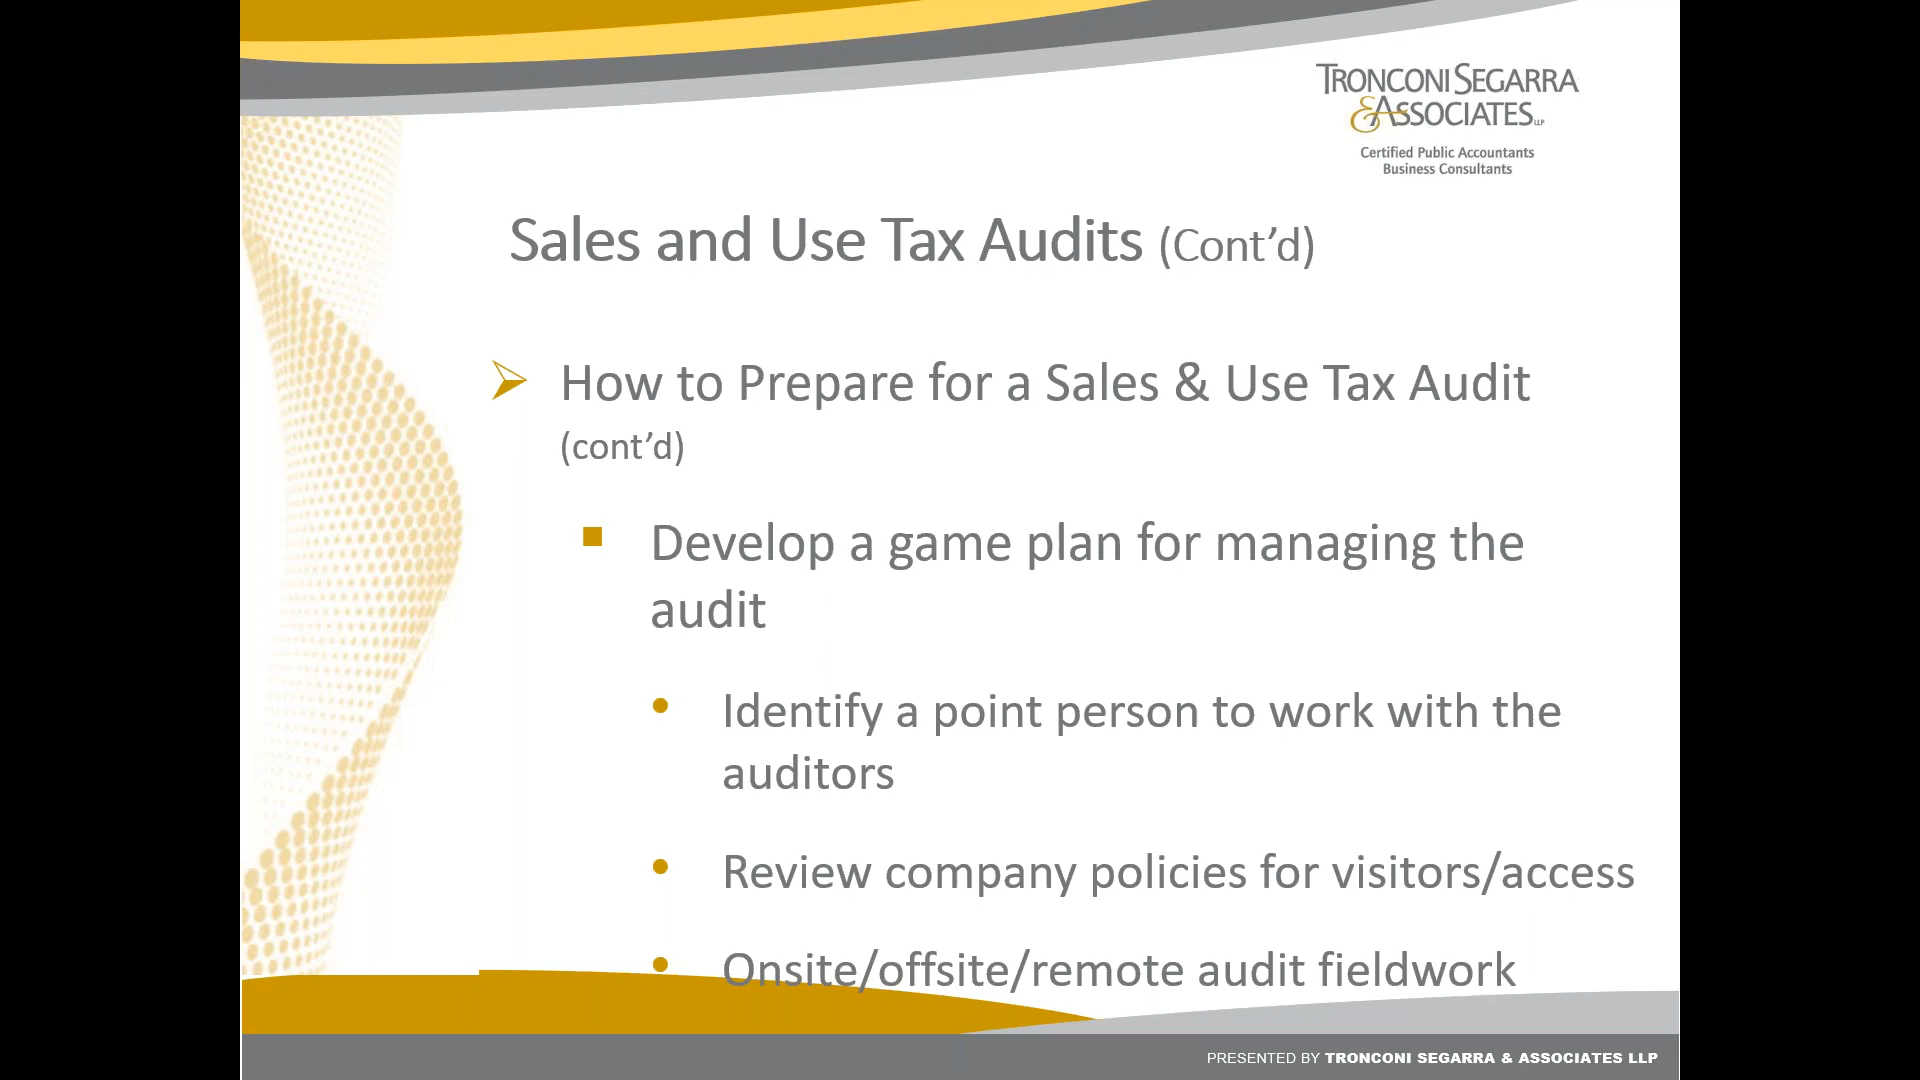 TRONCONI SEGARRA
& ASSOCIATES LLP
Certified Public Accountants
Business Consultants
Sales and Use Tax Audits (Cont’d)
How to Prepare for a Sales & Use Tax Audit
(cont’d)
Develop a game plan for managing the
audit
Identify a point person to work with the
auditors
Review company policies for visitors/access
Onsite/offsite/remote audit fieldwork
PRESENTED BY TRONCONI SEGARRA & ASSOCIATES LLP